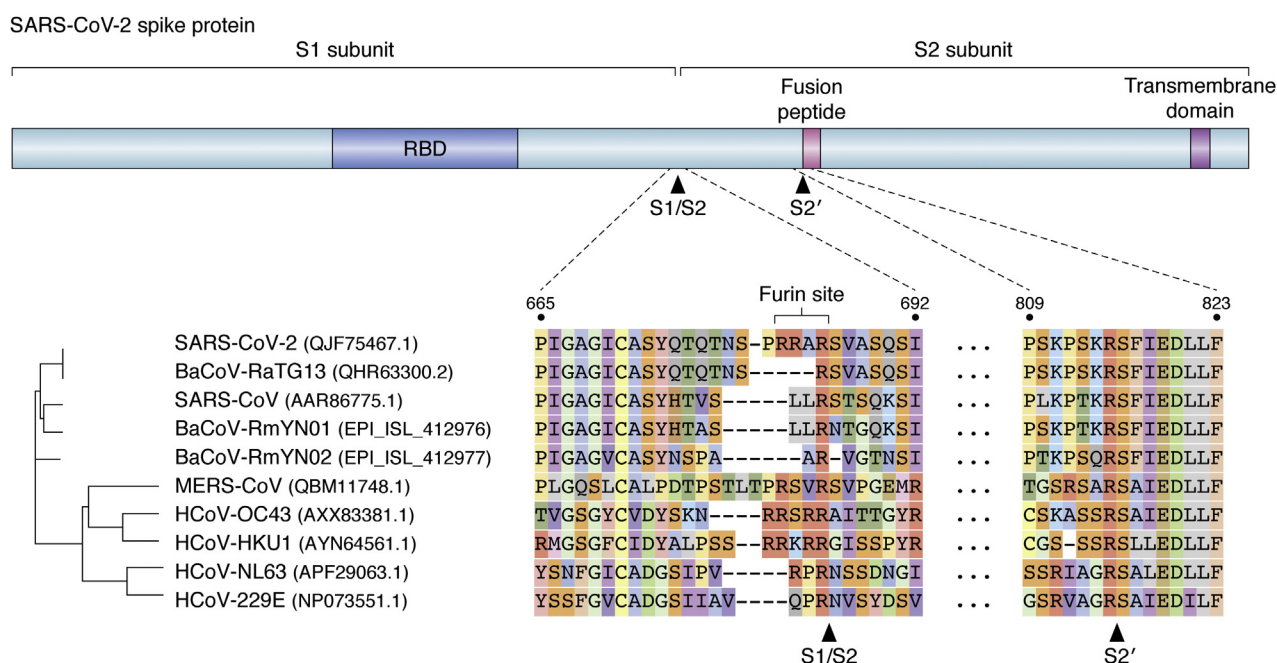 SARS-CoV-2 spike protein
S1 subunit
S2 subunit
Fusion peptide
Transmembrane domain
RBD
S1/S2
S2′
Furin site
665
692
809
823
SARS-CoV-2 (QJF75467.1) PIGAGICASYQTQTNS-PRRARSVASQSI ... PSKPSKRSFIEDLLF
BaCoV-RaTG13 (QHR63300.2) PIGAGICASYQTQTNS-----RSVASQSI ... PSKPSKRSFIEDLLF
SARS-CoV (AAR86775.1) PIGAGICASYHTVS-----LLRSTSQKSI ... PLKPTKRSFIEDLLF
BaCoV-RmYN01 (EPI_ISL_412976) PIGAGICASYHTAS-----LLRNTGQKSI ... PSKPTKRSFIEDLLF
BaCoV-RmYN02 (EPI_ISL_412977) PIGAGVCASYNSPA------AR-VGTNSI ... PTKPSQRSFIEDLLF
MERS-CoV (QBM11748.1) PLGQSLCALPDTPSTLTPRSVRSVPGEMR ... TGSRSARSAIEDLLF
HCoV-OC43 (AXX83381.1) TVGSGYCVDYSKN----RRSRRAITTGYR ... CSKASSRSAIEDLLF
HCoV-HKU1 (AYN64561.1) RMGSGFCIDYALPSS--RRKRRGISSPYR ... CGS-SSRSLLEDLLF
HCoV-NL63 (APF29063.1) YSNFGICADGSIPV-----RPRNSSDNGI ... SSRIAGRSALEDLLF
HCoV-229E (NP073551.1) YSSFGVCADGSIIAV----QPRNVSYDSV ... GSRVAGRSAIEDILF
S1/S2
S2′